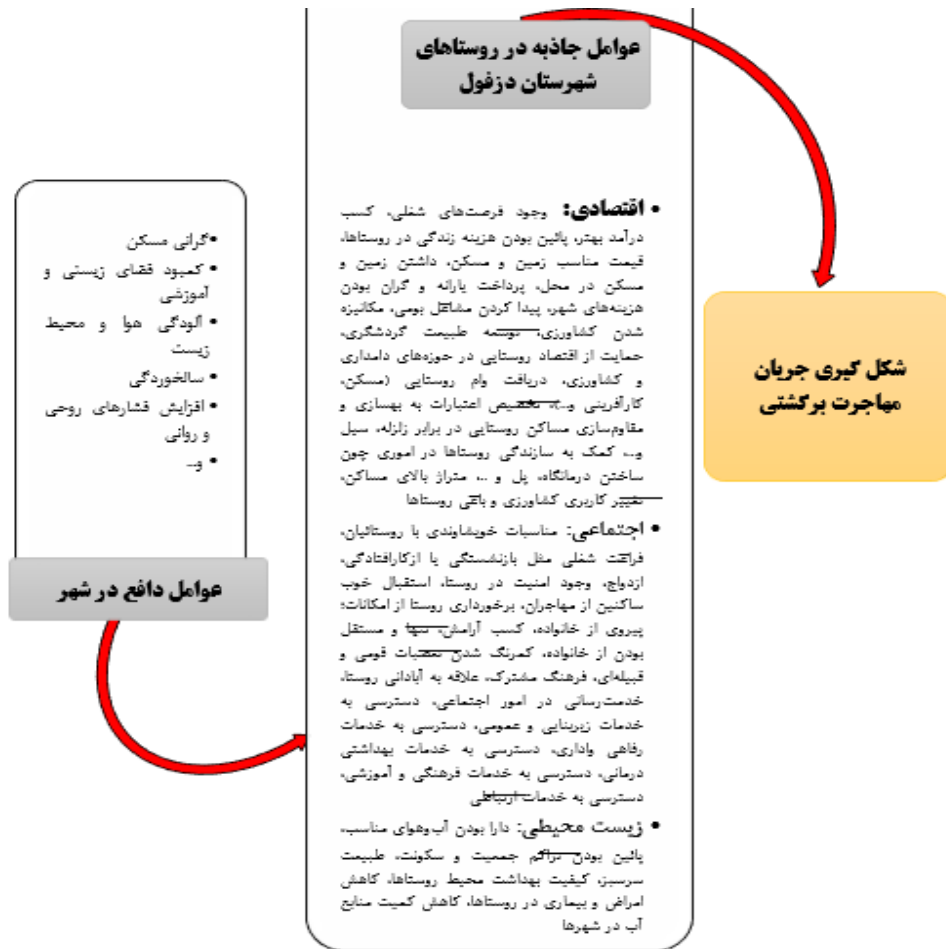 عوامل جاذبه در روستاهای
شهرستان دزفول
• اقتصادی: وجود فرصت‌های شغلی، کسب
درآمد بهتر، پائین بودن هزینه زندگی در روستاها،
قیمت مناسب زمین و مسکن، داشتن زمین و
مسکن در محل، پرداخت یارانه و گران بودن
هزینه‌های شهر، پیدا کردن مشاغل بومی، مکانیزه
شدن کشاورزی، توسعه طبیعت گردشگری،
حمایت از اقتصاد روستایی در حوزه‌های دامداری
و کشاورزی، دریافت وام روستایی (مسکن،
کارآفرینی و..)، تخصیص اعتبارات به بهسازی و
مقاوم‌سازی مساکن روستایی در برابر زلزله، سیل
و..، کمک به سازندگی روستاها در اموری چون
ساختن درمانگاه، پل و ..، متراژ بالای مساکن،
تغییر کاربری کشاورزی و باغی روستاها
• اجتماعی: مناسبات خویشاوندی با روستائیان،
فراغت شغلی مثل بازنشستگی یا ازکارافتادگی،
ازدواج، وجود امنیت در روستا، استقبال خوب
ساکنین از مهاجران، برخورداری روستا از امکانات؛
پیروی از خانواده، کسب آرامش، تنها و مستقل
بودن از خانواده، کمرنگ شدن تعصبات قومی و
قبیله‌ای، فرهنگ مشترک، علاقه به آبادانی روستا،
خدمت‌رسانی در امور اجتماعی، دسترسی به
خدمات زیربنایی و عمومی، دسترسی به خدمات
رفاهی واداری، دسترسی به خدمات بهداشتی
درمانی، دسترسی به خدمات فرهنگی و آموزشی،
دسترسی به خدمات ارتباطی
• زیست محیطی: دارا بودن آب‌وهوای مناسب،
پائین بودن تراکم جمعیت و سکونت، طبیعت
سرسبز، کیفیت بهداشت محیط روستاها، کاهش
امراض و بیماری در روستاها، کاهش کمیت منابع
آب در شهرها
شکل گیری جریان
مهاجرت برگشتی
•گرانی مسکن
• کمبود فضای زیستی و
آموزشی
• آلودگی هوا و محیط
زیست
• سالخوردگی
• افزایش فشارهای روحی
و روانی
• و..
عوامل دافع در شهر